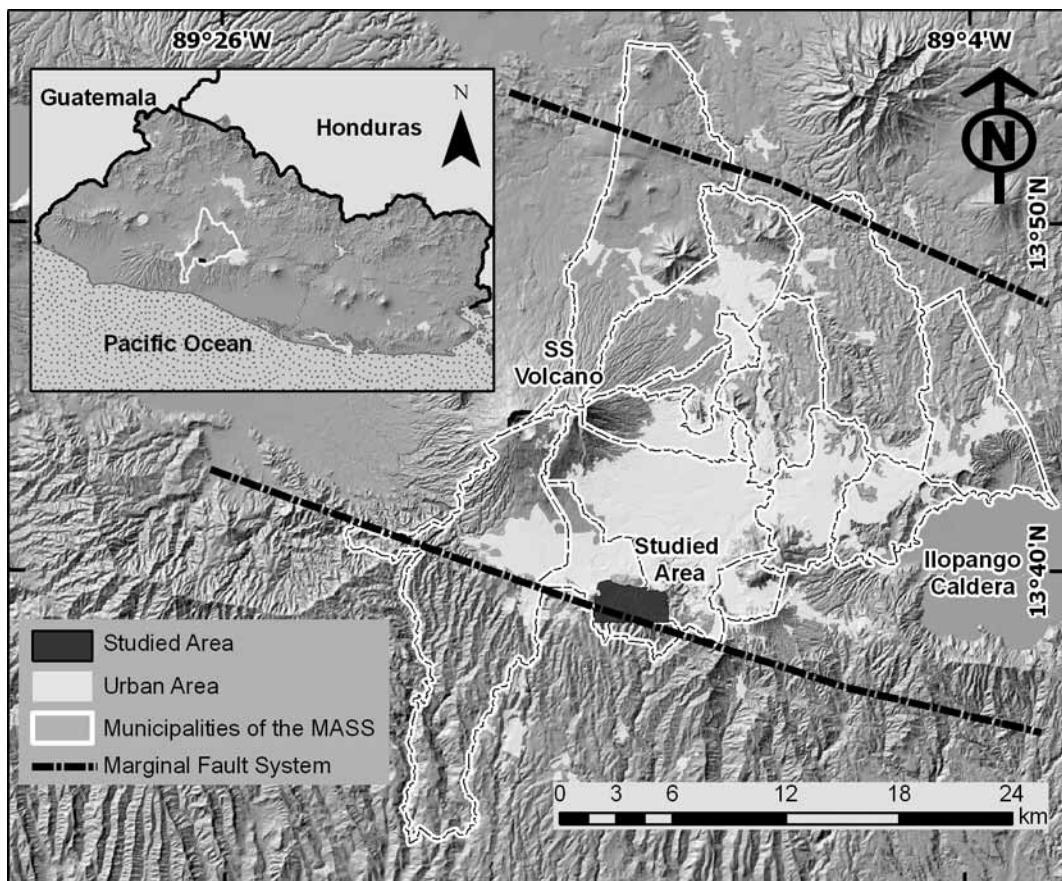 89°26'W
89°4'W
Guatemala
Honduras
N
Pacific Ocean
N
13°50'N
SS
Volcano
Studied
Area
Ilopango
Caldera
13°40'N
Studied Area
Urban Area
Municipalities of the MASS
Marginal Fault System
0 3 6 12 18 24
km